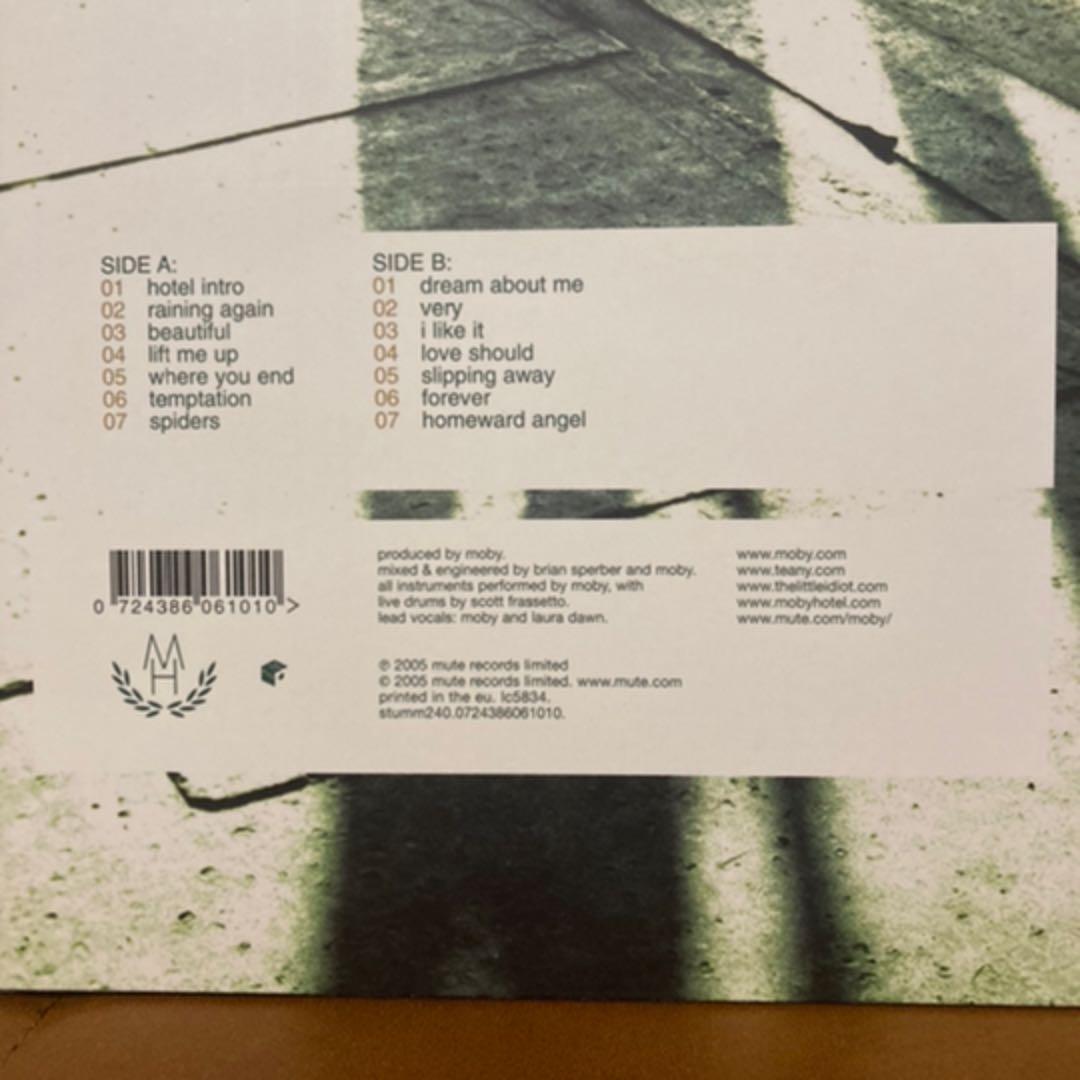 SIDE A:
01 hotel intro
02 raining again
03 beautiful
04 lift me up
05 where you end
06 temptation
07 spiders
SIDE B:
01 dream about me
02 very
03 i like it
04 love should
05 slipping away
06 forever
07 homeward angel
0 724386 061010 >
MH
produced by moby.
mixed & engineered by brian sperber and moby.
all instruments performed by moby, with
live drums by scott frassetto.
lead vocals: moby and laura dawn.
℗ 2005 mute records limited
© 2005 mute records limited. www.mute.com
printed in the eu. lc5834.
stumm240.0724386061010.
www.moby.com
www.teany.com
www.thelittleidiot.com
www.mobyhotel.com
www.mute.com/moby/